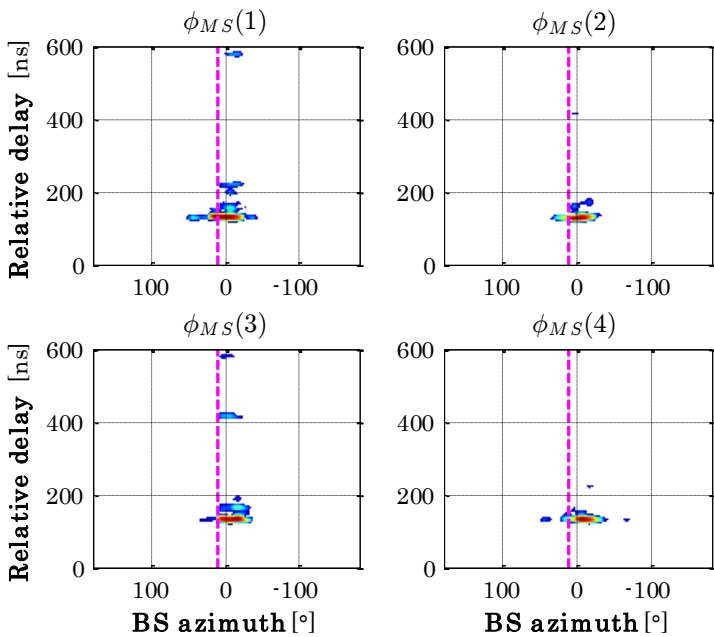 ϕMS(1) ϕMS(2)
600 600
400 400
200 200
0 0
100 0 -100 100 0 -100
Relative delay [ns]
ϕMS(3) ϕMS(4)
600 600
400 400
200 200
0 0
100 0 -100 100 0 -100
Relative delay [ns]
BS azimuth[°] BS azimuth[°]